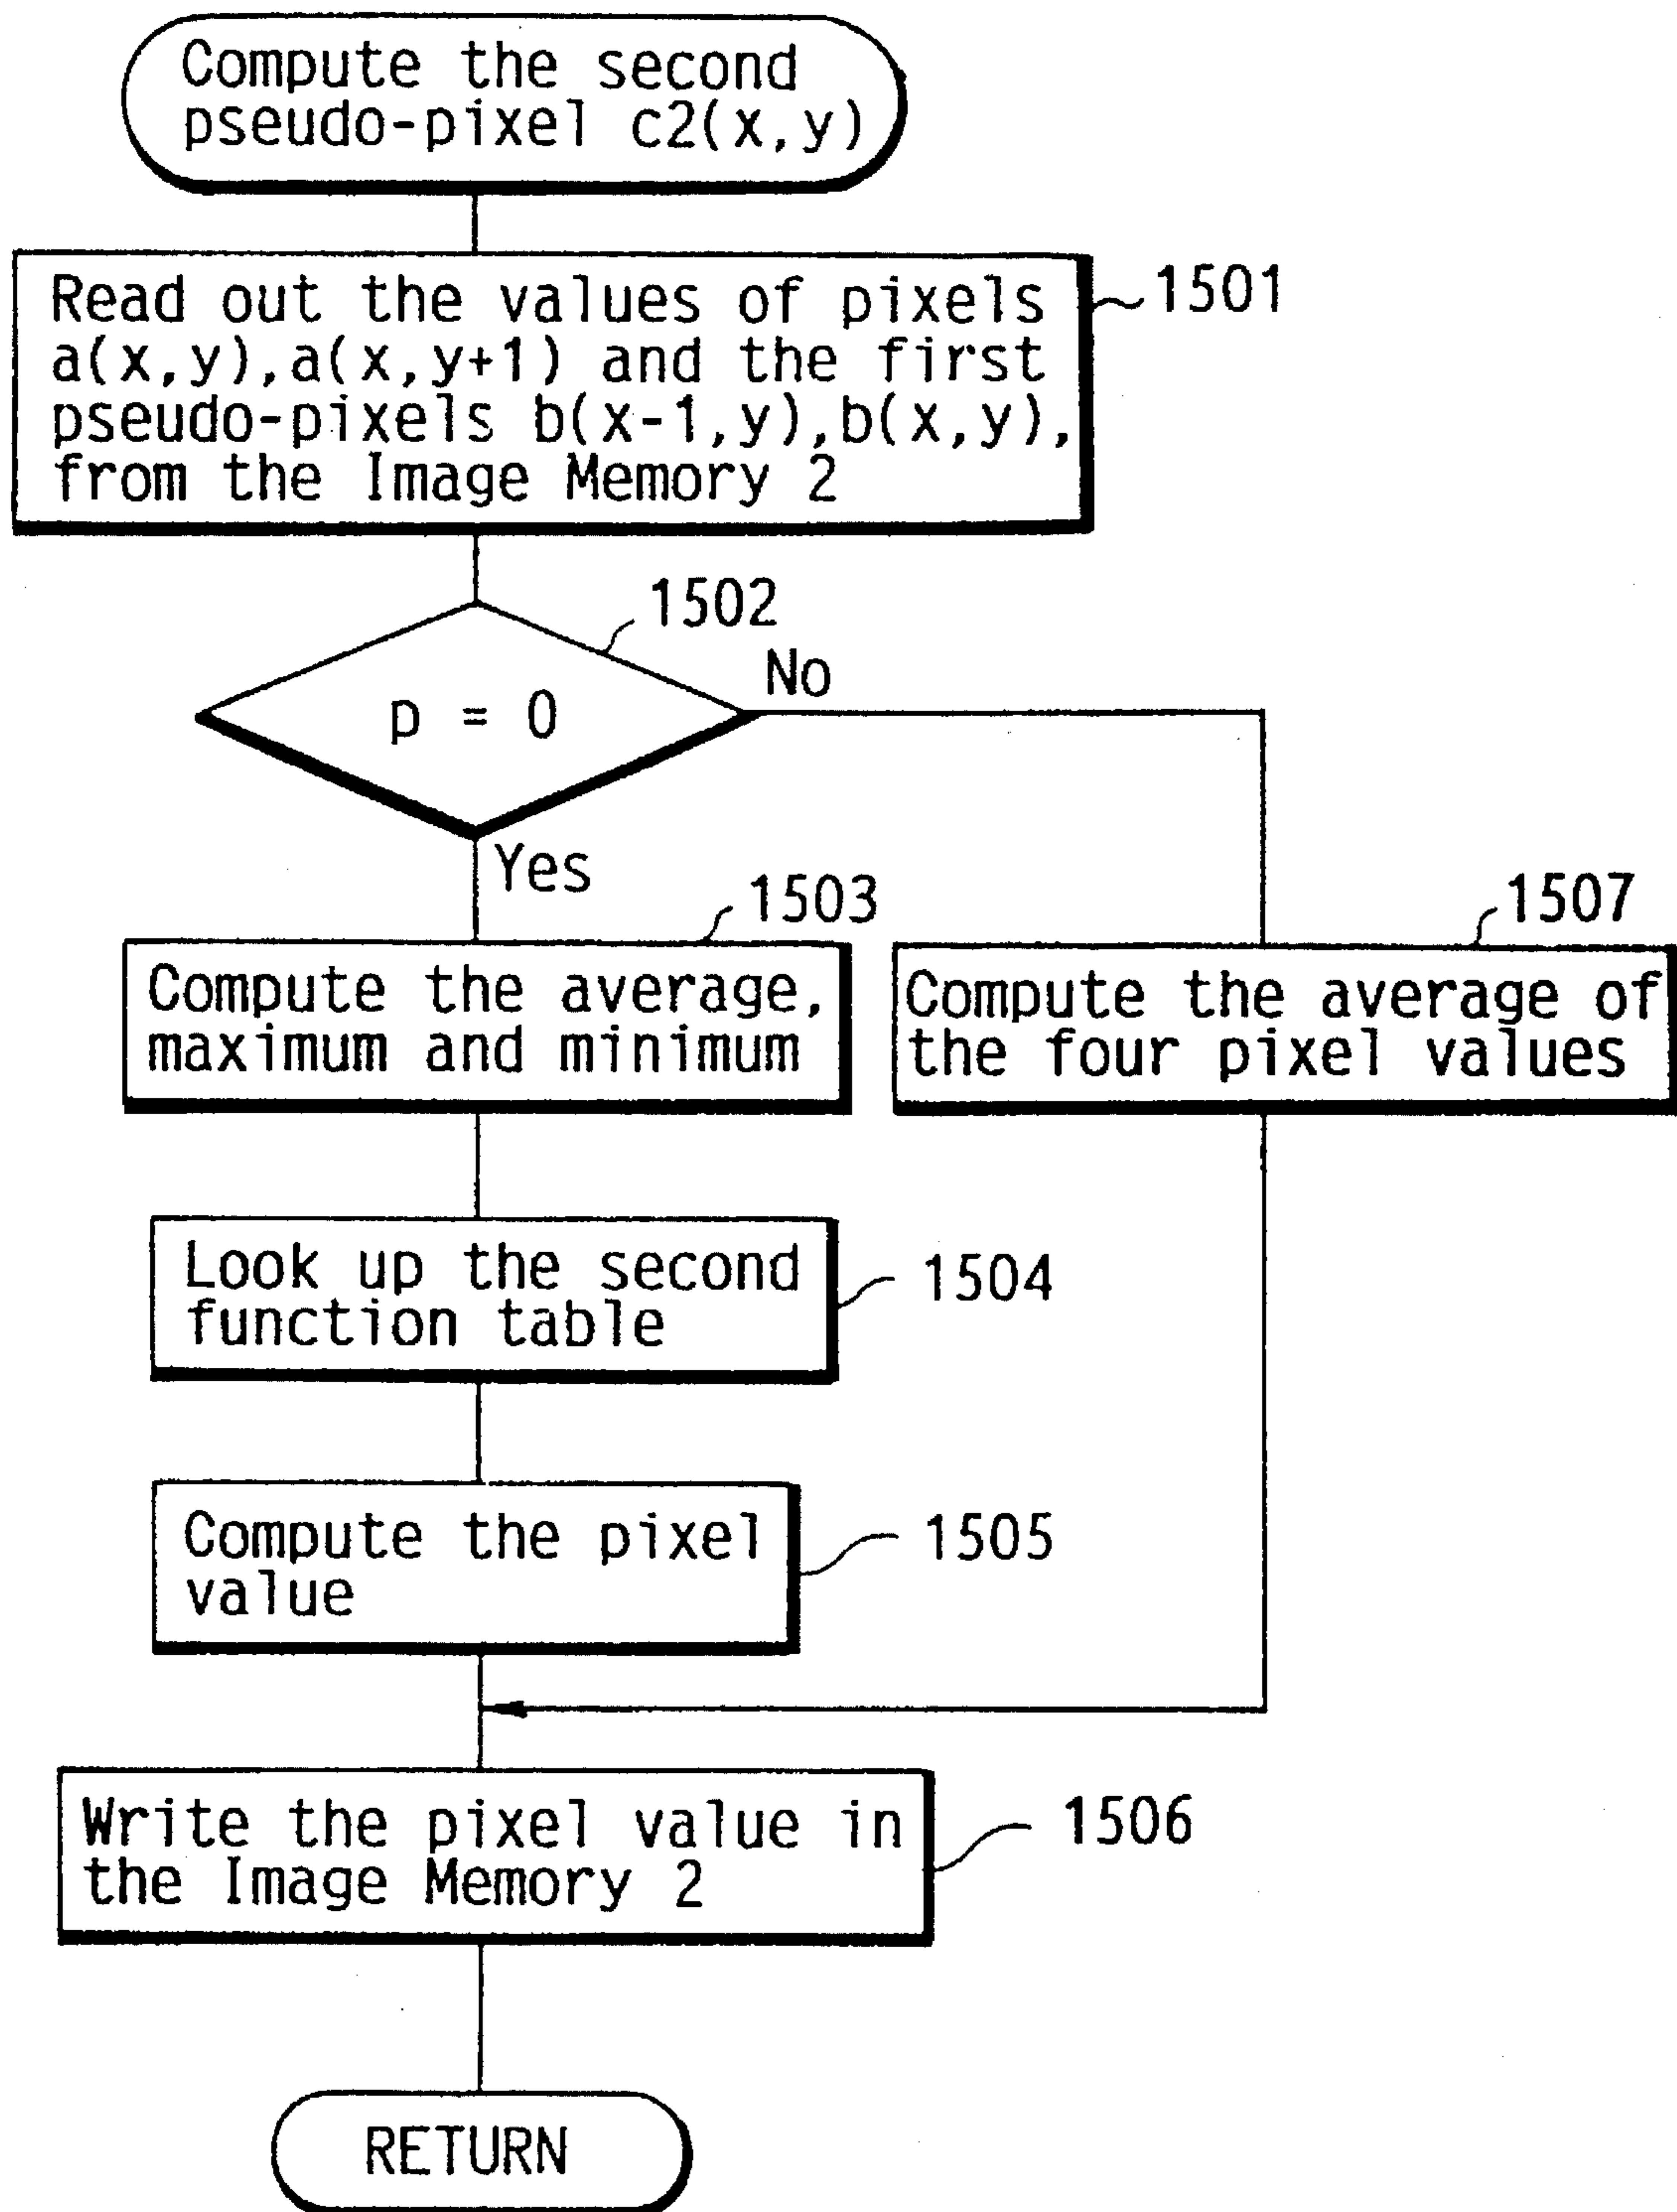 Compute the second
pseudo-pixel c2(x,y)
Read out the values of pixels
a(x,y),a(x,y+1) and the first
pseudo-pixels b(x-1,y),b(x,y),
from the Image Memory 2
1501
1502
p = 0
No
Yes
1503
Compute the average,
maximum and minimum
1507
Compute the average of
the four pixel values
Look up the second
function table
1504
Compute the pixel
value
1505
Write the pixel value in
the Image Memory 2
1506
RETURN